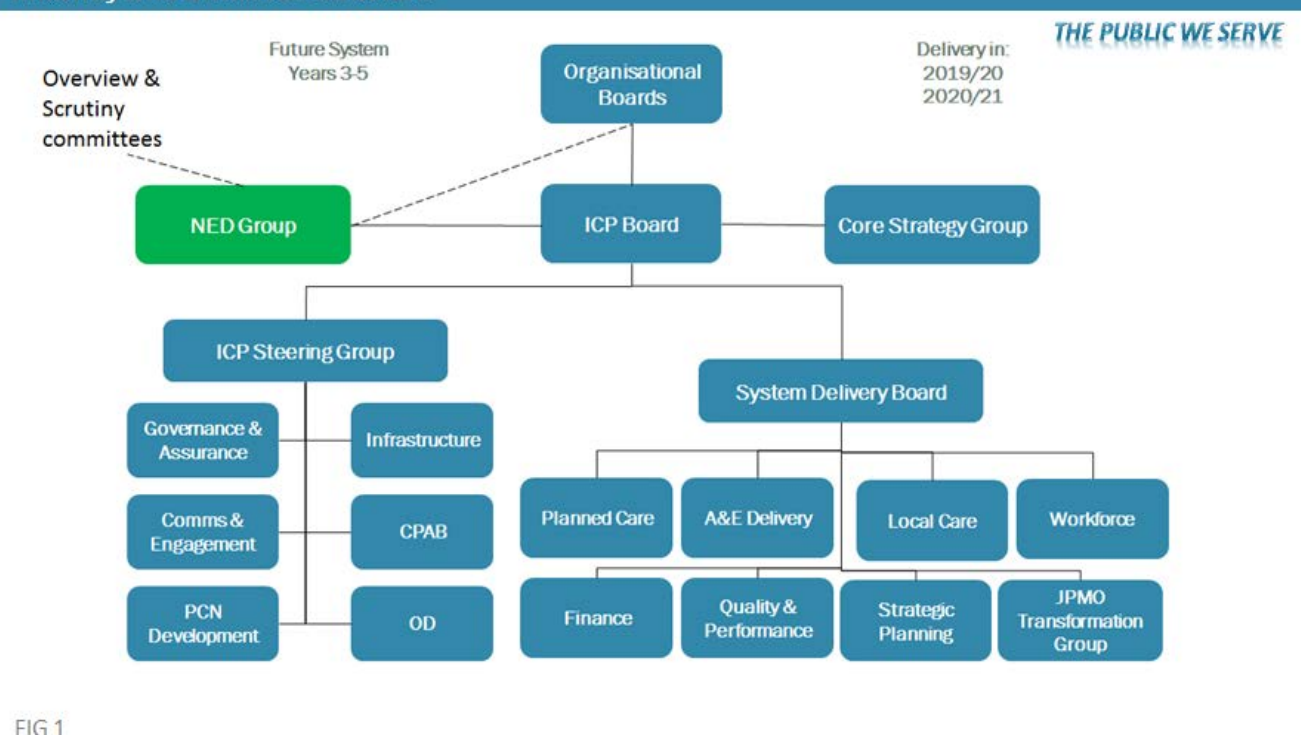 THE PUBLIC WE SERVE
Future System
Years 3-5
Delivery in:
2019/20
2020/21
Overview &
Scrutiny
committees
Organisational
Boards
NED Group
ICP Board
Core Strategy Group
ICP Steering Group
System Delivery Board
Governance &
Assurance
Infrastructure
Comms &
Engagement
CPAB
PCN
Development
OD
Planned Care
A&E Delivery
Local Care
Workforce
Finance
Quality &
Performance
Strategic
Planning
JPMO
Transformation
Group
FIG 1